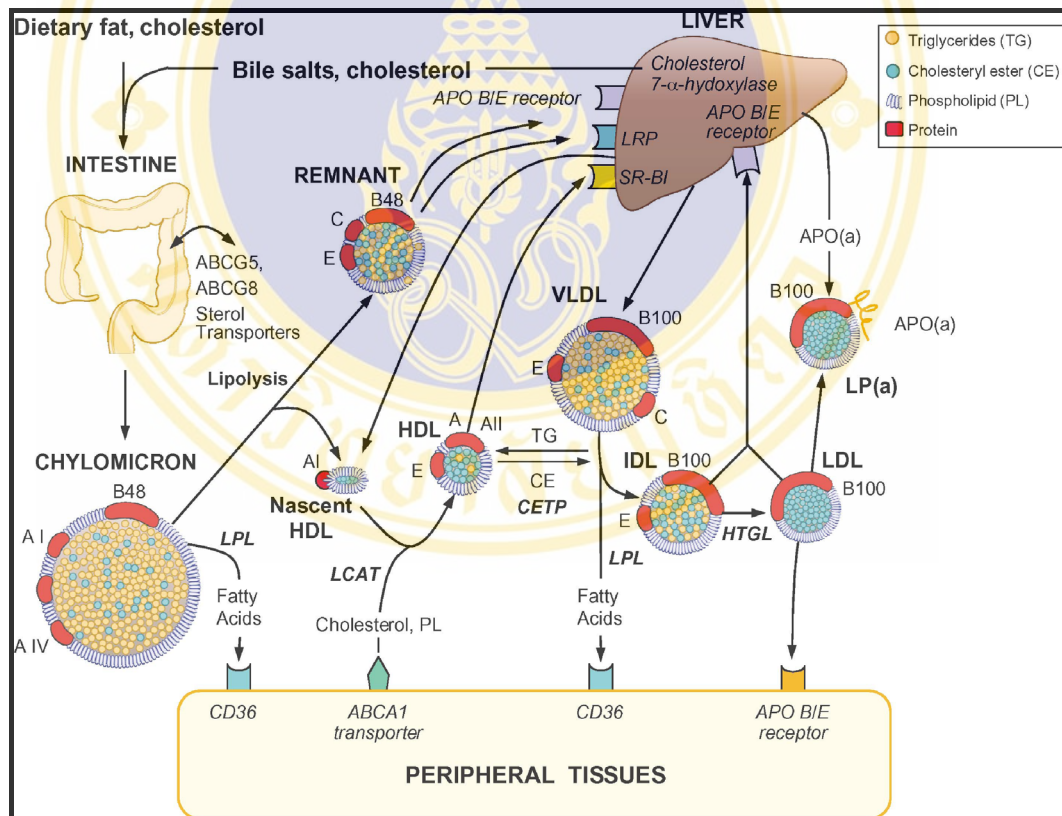 Dietary fat, cholesterol
LIVER
Triglycerides (TG)
Cholesteryl ester (CE)
Phospholipid (PL)
Protein
Bile salts, cholesterol
Cholesterol
7-α-hydoxylase
APO B/E receptor
APO B/E
receptor
LRP
SR-BI
INTESTINE
ABCG5,
ABCG8
Sterol
Transporters
REMNANT
B48
C
E
APO(a)
VLDL
B100
E
C
B100
APO(a)
LP(a)
Lipolysis
CHYLOMICRON
B48
A I
A IV
LPL
Fatty
Acids
AI
Nascent
HDL
HDL
A
AII
E
TG
CE
CETP
LCAT
Cholesterol, PL
IDL
B100
E
LPL
HTGL
LDL
B100
Fatty
Acids
CD36
ABCA1
transporter
CD36
APO B/E
receptor
PERIPHERAL TISSUES